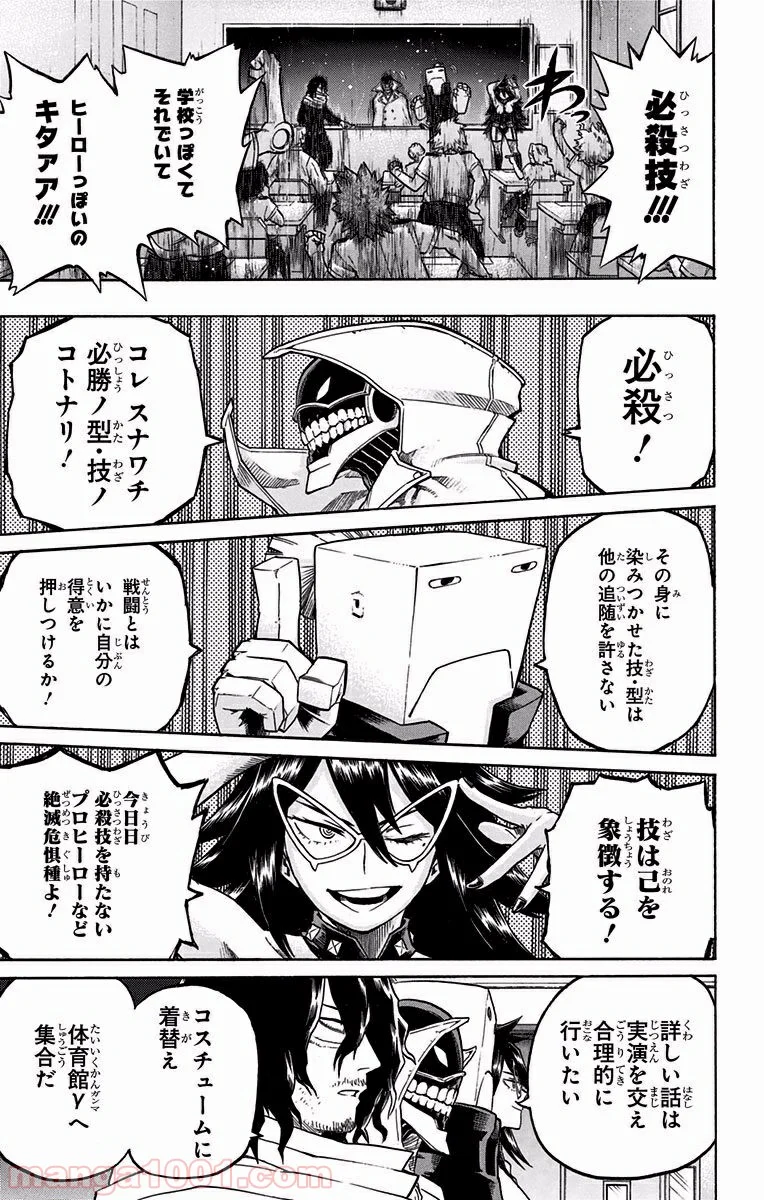 必殺技!!!
わっ
学校っぽくて
それでいて
ヒーローっぽいの
キタァア!!!
必殺!
コレ スナワチ
必勝ノ型・技ノ
コトナリ!
その身に
染みつかせた技・型は
他の追随を許さない
戦闘とは
いかに自分の
得意を
押しつけるか!
技は己を
象徴する!
今日日
必殺技を持たない
プロヒーローなど
絶滅危惧種よ!
詳しい話は
実演を交え
合理的に
行いたい
コスチュームに
着替え
体育館γへ
集合だ
manga1001.com